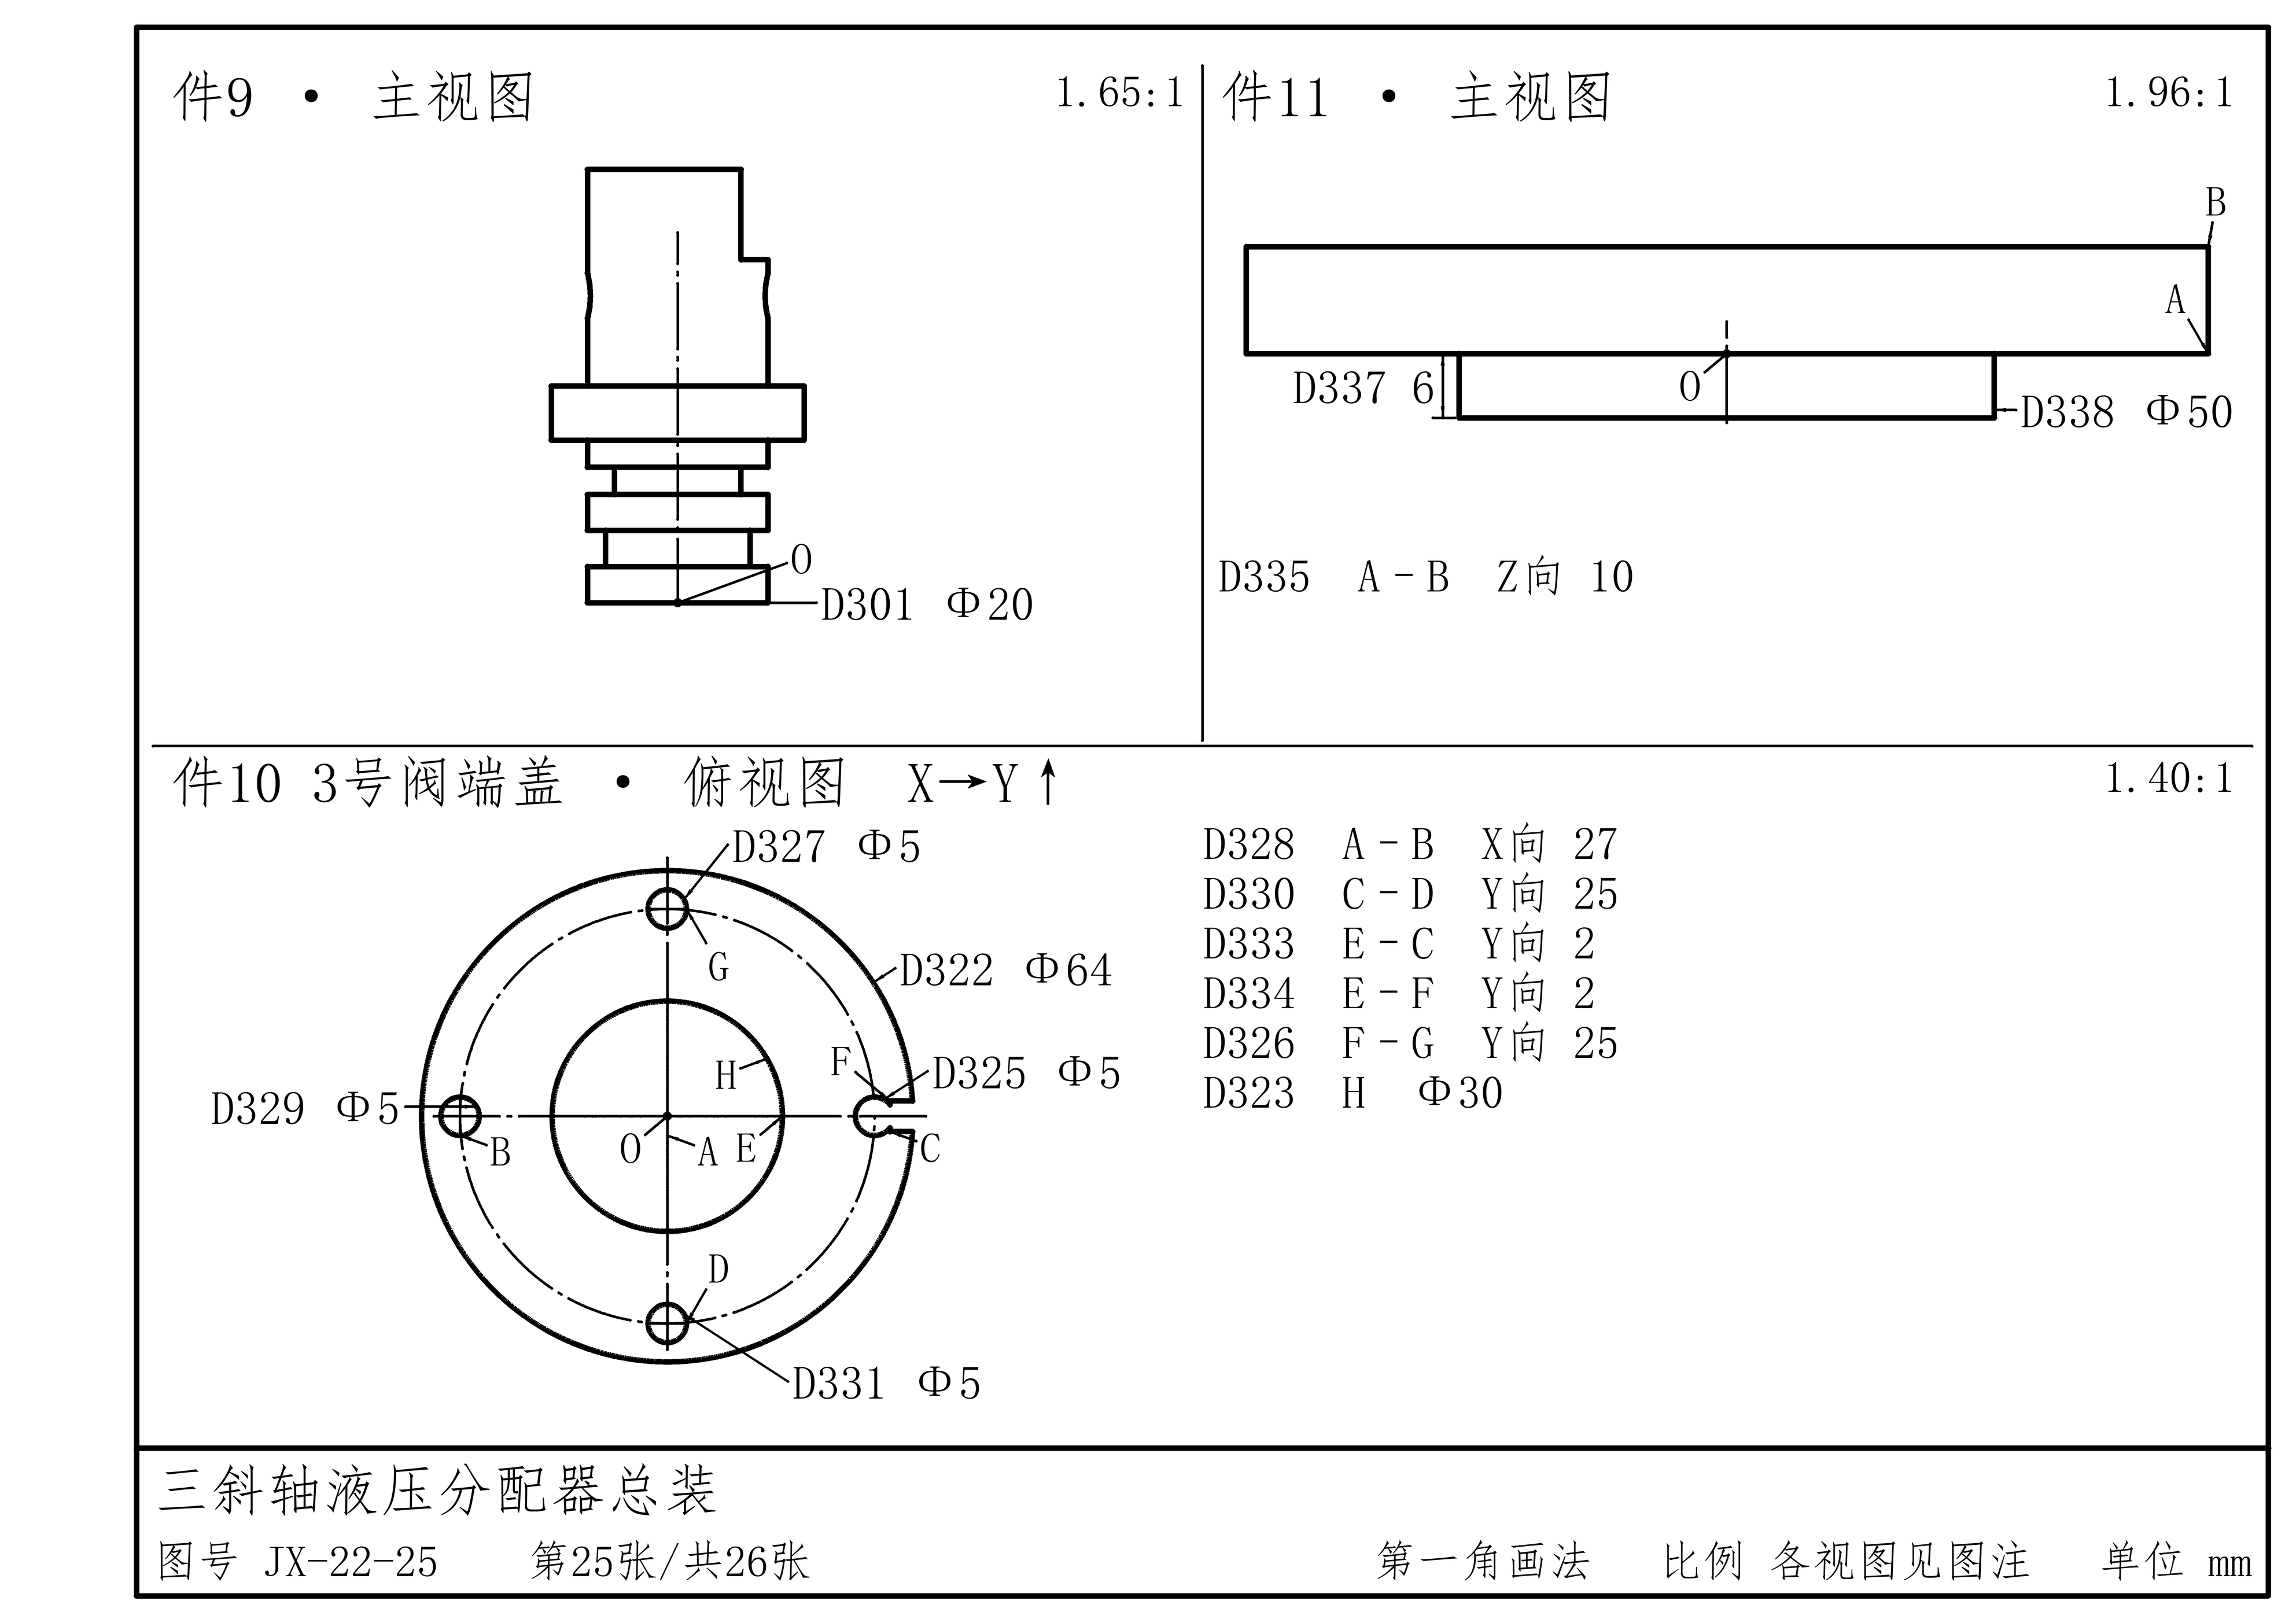 件9 • 主视图 1.65:1
O
D301 Φ20
件11 • 主视图 1.96:1
B
A
D337 6
O
D338 Φ50
D335 A-B Z向 10
件10 3号阀端盖 • 俯视图 X→Y↑ 1.40:1
D327 Φ5
G
D322 Φ64
H
F
D325 Φ5
D329 Φ5
B
O
A
E
C
D
D331 Φ5
D328 A-B X向 27
D330 C-D Y向 25
D333 E-C Y向 2
D334 E-F Y向 2
D326 F-G Y向 25
D323 H Φ30
三斜轴液压分配器总装
图号 JX-22-25 第25张/共26张 第一角画法 比例 各视图见图注 单位 mm